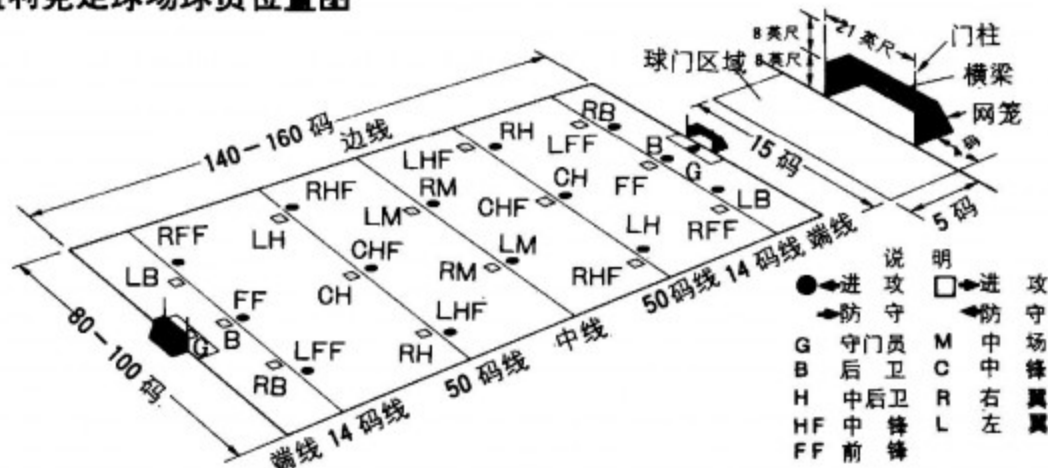 克足球场球员位置图
8英尺
21英尺
门柱
球门区域
8英尺
横梁
网笼
4码
15码
5码
140-160码
边线
80-100码
RB
RH
LFF
B
LHF
FF
G
RHF
RM
CH
LB
RFF
LM
CHF
LH
RFF
LH
CHF
LM
LB
RM
RHF
FF
CH
LHF
G
B
LFF
RH
RB
端线 14码线 50码线 中线 50码线 14码线 端线
说 明
进 攻 进 攻
防 守 防 守
G 守门员 M 中 场
B 后 卫 C 中 锋
H 中后卫 R 右 翼
HF 中 锋 L 左 翼
FF 前 锋